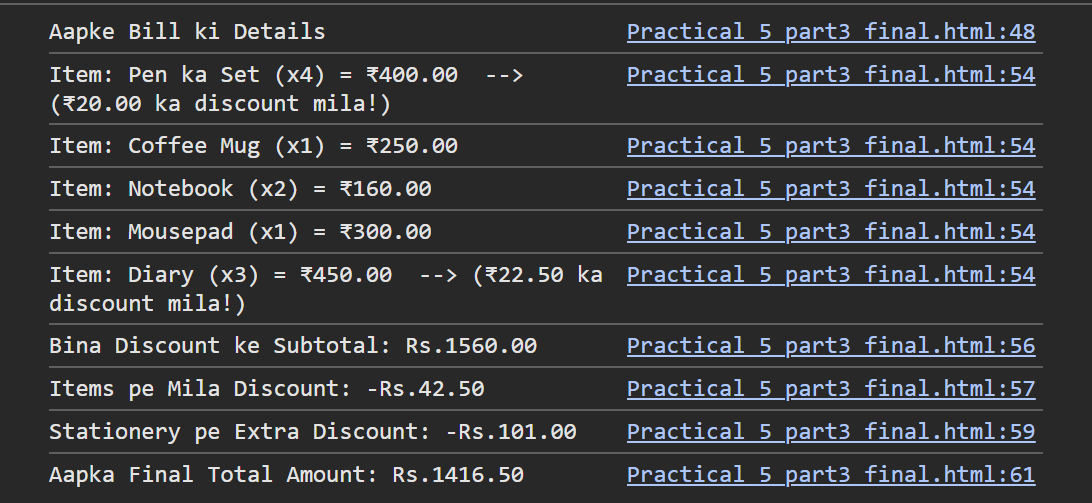 Aapke Bill ki Details Practical 5 part3 final.html:48
Item: Pen ka Set (x4) = ₹400.00 --> Practical 5 part3 final.html:54
(₹20.00 ka discount mila!)
Item: Coffee Mug (x1) = ₹250.00 Practical 5 part3 final.html:54
Item: Notebook (x2) = ₹160.00 Practical 5 part3 final.html:54
Item: Mousepad (x1) = ₹300.00 Practical 5 part3 final.html:54
Item: Diary (x3) = ₹450.00 --> (₹22.50 ka Practical 5 part3 final.html:54
discount mila!)
Bina Discount ke Subtotal: Rs.1560.00 Practical 5 part3 final.html:56
Items pe Mila Discount: -Rs.42.50 Practical 5 part3 final.html:57
Stationery pe Extra Discount: -Rs.101.00 Practical 5 part3 final.html:59
Aapka Final Total Amount: Rs.1416.50 Practical 5 part3 final.html:61